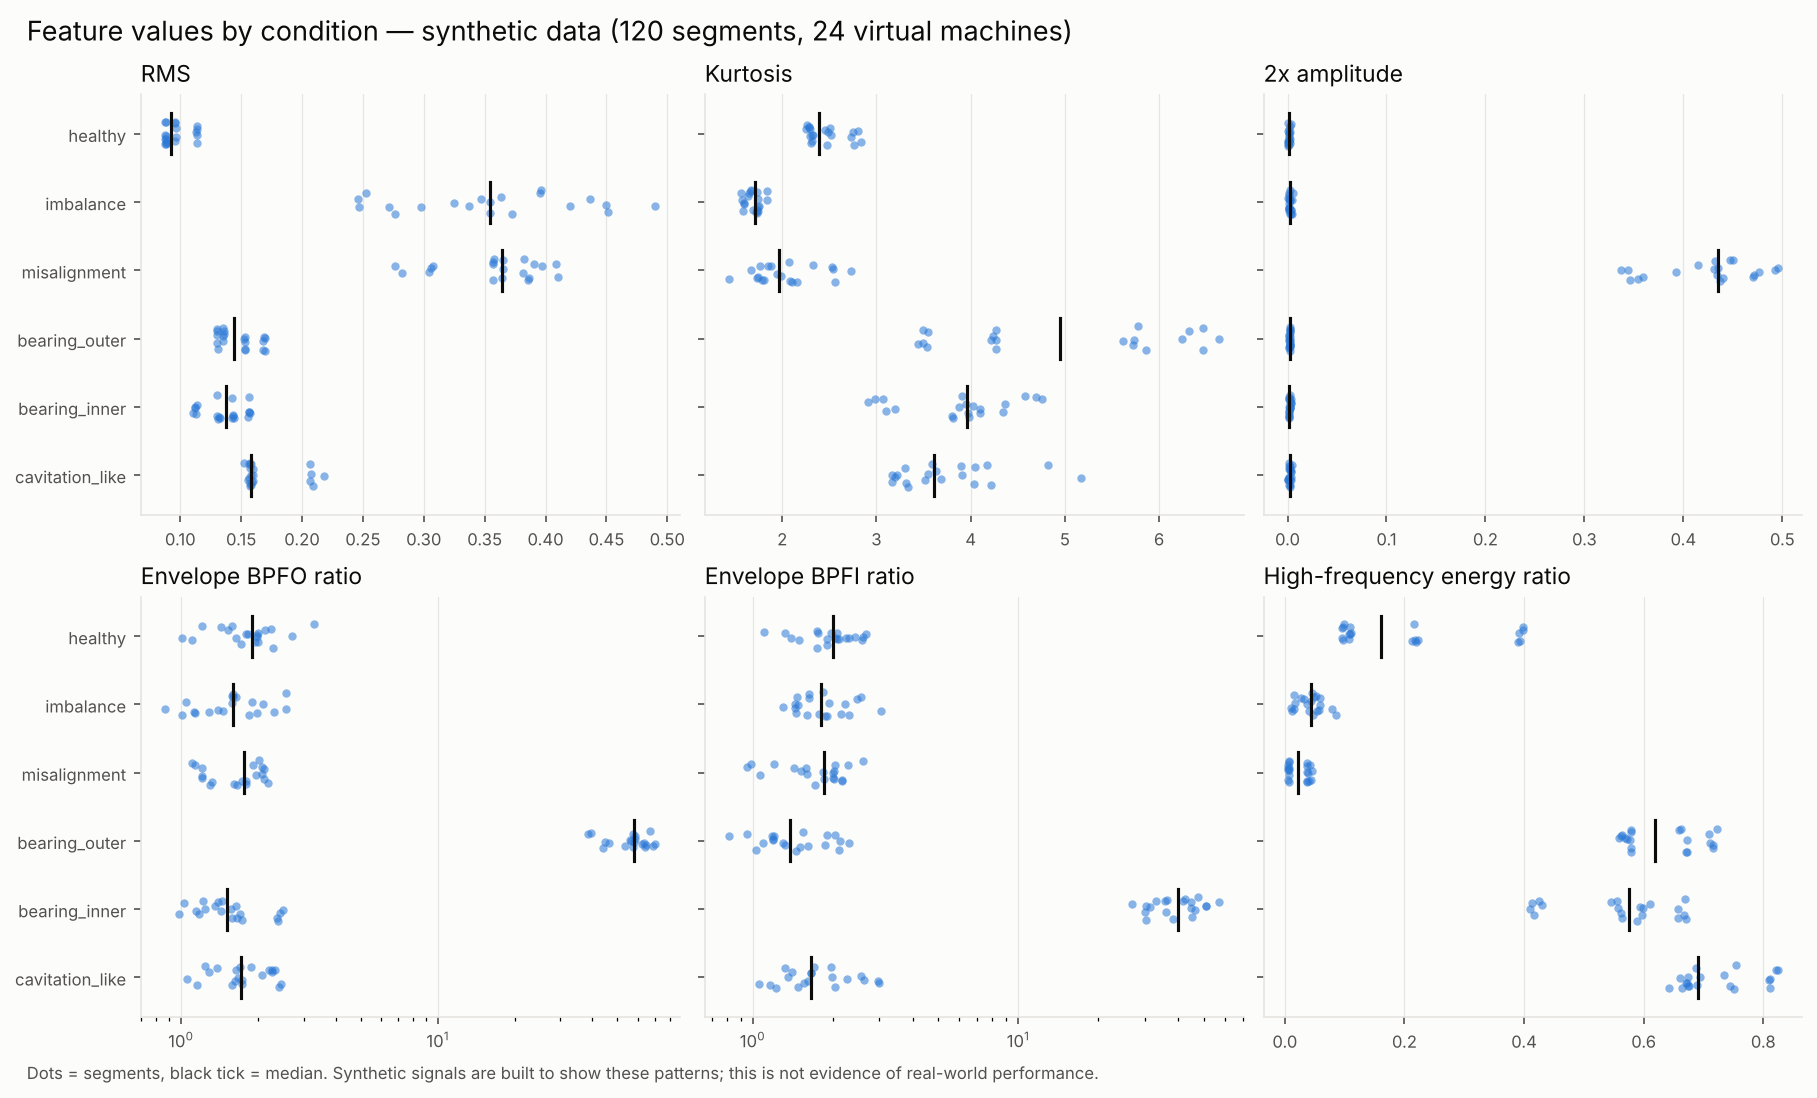 Feature values by condition — synthetic data (120 segments, 24 virtual machines)
RMS
Kurtosis
2x amplitude
healthy
imbalance
misalignment
bearing_outer
bearing_inner
cavitation_like
0.10 0.15 0.20 0.25 0.30 0.35 0.40 0.45 0.50
2 3 4 5 6
0.0 0.1 0.2 0.3 0.4 0.5
Envelope BPFO ratio
Envelope BPFI ratio
High-frequency energy ratio
healthy
imbalance
misalignment
bearing_outer
bearing_inner
cavitation_like
10⁰ 10¹
10⁰ 10¹
0.0 0.2 0.4 0.6 0.8
Dots = segments, black tick = median. Synthetic signals are built to show these patterns; this is not evidence of real-world performance.